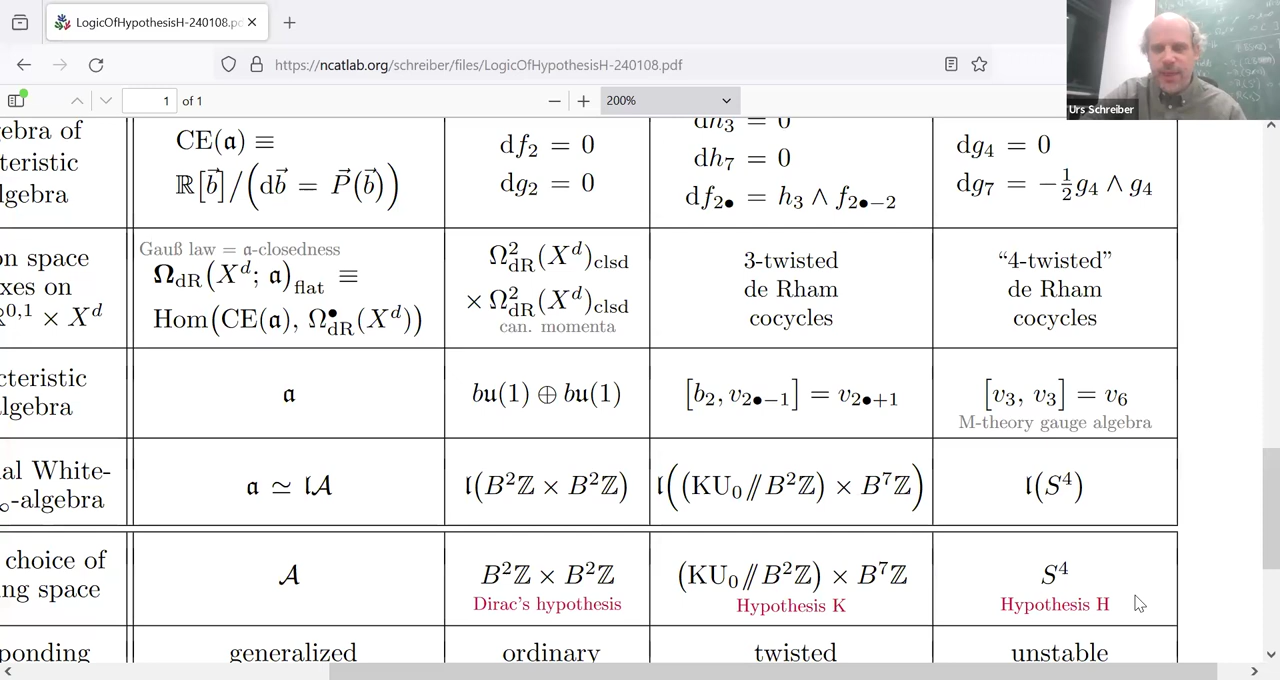 LogicOfHypothesisH-240108.pd
https://ncatlab.org/schreiber/files/LogicOfHypothesisH-240108.pdf
1 of 1
200%
Urs Schreiber
gebra of
teristic
lgebra
CE(𝔞) ≡
ℝ[b⃗]/(db⃗ = P⃗(b⃗))
df₂ = 0
dg₂ = 0
dh₃ = 0
dh₇ = 0
df₂• = h₃ ∧ f₂•₋₂
dg₄ = 0
dg₇ = −½g₄ ∧ g₄
on space
xes on
ℝ^{0,1} × X^d
Gauß law = 𝔞-closedness
Ω_dR(X^d; 𝔞)_flat ≡
Hom(CE(𝔞), Ω•_dR(X^d))
Ω²_dR(X^d)_clsd
× Ω²_dR(X^d)_clsd
can. momenta
3-twisted
de Rham
cocycles
“4-twisted”
de Rham
cocycles
cteristic
lgebra
𝔞
b𝔲(1) ⊕ b𝔲(1)
[b₂, v₂•₋₁] = v₂•₊₁
[v₃, v₃] = v₆
M-theory gauge algebra
al White-
∞-algebra
𝔞 ≃ 𝔩𝒜
𝔩(B²ℤ × B²ℤ)
𝔩((KU₀⫽B²ℤ) × B⁷ℤ)
𝔩(S⁴)
choice of
ng space
𝒜
B²ℤ × B²ℤ
Dirac’s hypothesis
(KU₀⫽B²ℤ) × B⁷ℤ
Hypothesis K
S⁴
Hypothesis H
ponding
generalized
ordinary
twisted
unstable